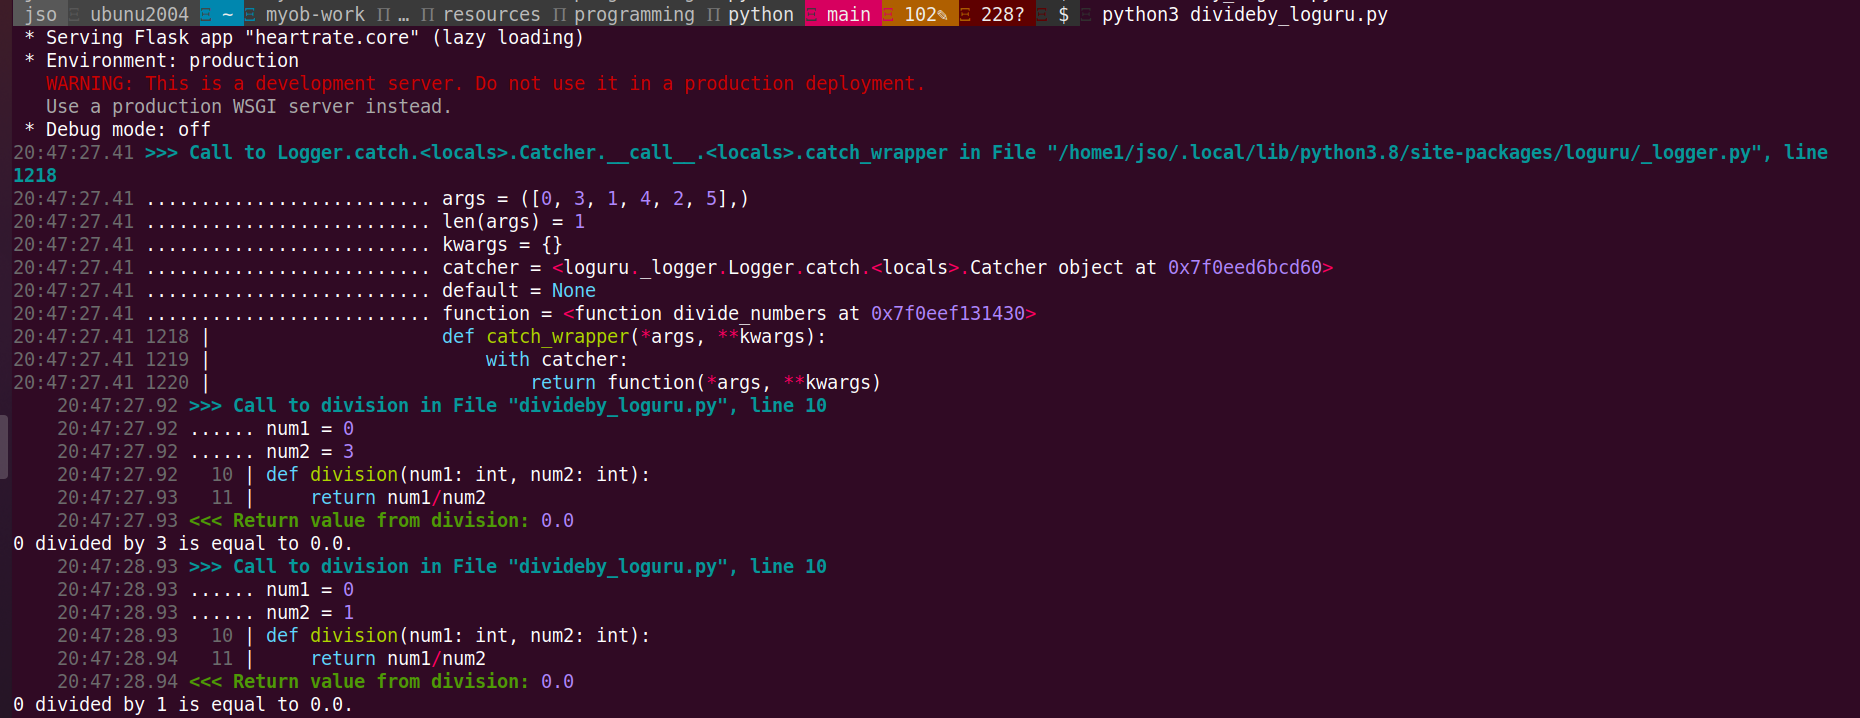 jso ubunu2004 ~ myob-work … resources programming python main 102✎ 228? $ python3 divideby_loguru.py
 * Serving Flask app "heartrate.core" (lazy loading)
 * Environment: production
   WARNING: This is a development server. Do not use it in a production deployment.
   Use a production WSGI server instead.
 * Debug mode: off
20:47:27.41 >>> Call to Logger.catch.<locals>.Catcher.__call__.<locals>.catch_wrapper in File "/home1/jso/.local/lib/python3.8/site-packages/loguru/_logger.py", line
1218
20:47:27.41 .......................... args = ([0, 3, 1, 4, 2, 5],)
20:47:27.41 .......................... len(args) = 1
20:47:27.41 .......................... kwargs = {}
20:47:27.41 .......................... catcher = <loguru._logger.Logger.catch.<locals>.Catcher object at 0x7f0eed6bcd60>
20:47:27.41 .......................... default = None
20:47:27.41 .......................... function = <function divide_numbers at 0x7f0eef131430>
20:47:27.41 1218 |                     def catch_wrapper(*args, **kwargs):
20:47:27.41 1219 |                         with catcher:
20:47:27.41 1220 |                             return function(*args, **kwargs)
    20:47:27.92 >>> Call to division in File "divideby_loguru.py", line 10
    20:47:27.92 ...... num1 = 0
    20:47:27.92 ...... num2 = 3
    20:47:27.92   10 | def division(num1: int, num2: int):
    20:47:27.93   11 |     return num1/num2
    20:47:27.93 <<< Return value from division: 0.0
0 divided by 3 is equal to 0.0.
    20:47:28.93 >>> Call to division in File "divideby_loguru.py", line 10
    20:47:28.93 ...... num1 = 0
    20:47:28.93 ...... num2 = 1
    20:47:28.93   10 | def division(num1: int, num2: int):
    20:47:28.94   11 |     return num1/num2
    20:47:28.94 <<< Return value from division: 0.0
0 divided by 1 is equal to 0.0.